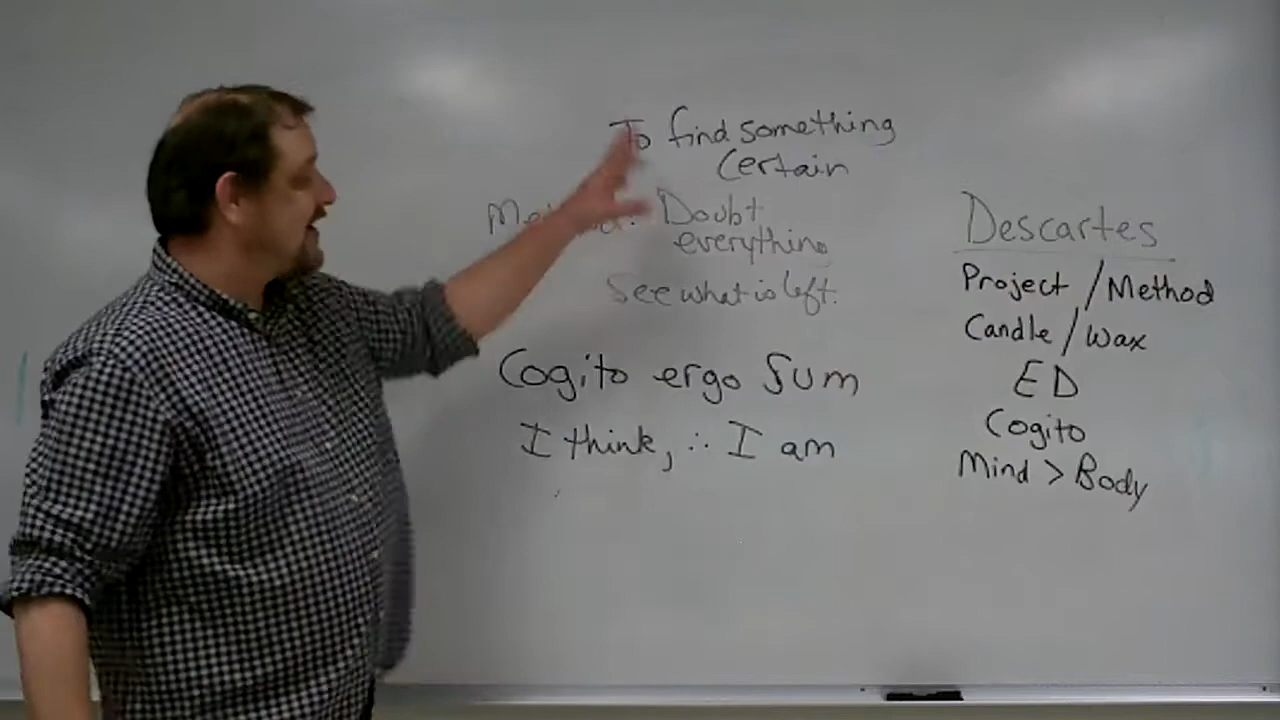 To find something
Certain
Doubt
everything
See what is left.
Cogito ergo Sum
I think, ∴ I am
Descartes
Project / Method
Candle / Wax
ED
Cogito
Mind > Body